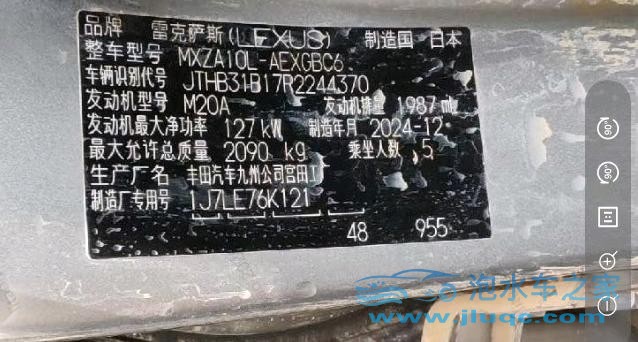 品牌 雷克萨斯(LEXUS) 制造国 日本
整车型号 MXZA10L-AEXGBC6
车辆识别代号 JTHB31B17R2244370
发动机型号 M20A 发动机排量 1987 ml
发动机最大净功率 127 kW 制造年月 2024-12
最大允许总质量 2090 kg 乘坐人数 5
生产厂名 丰田汽车九州公司宫田工
制造厂专用号 1J7LE76K121
48 955
泡水车之家
www.jluqs.com
90°
90°